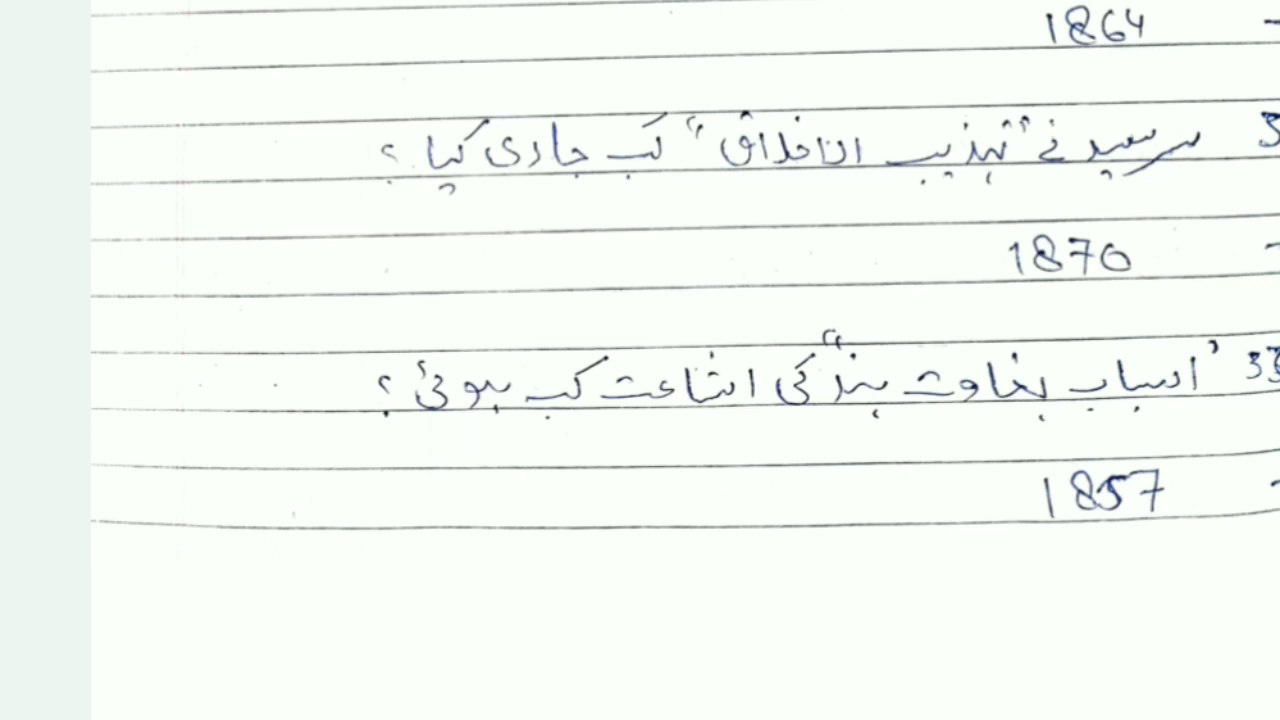 1864 -
سرسید نے "تہذیب الاخلاق" کب جاری کیا ؟
1870 -
"اسباب بغاوت ہند" کی اشاعت کب ہوئی ؟
1857 -